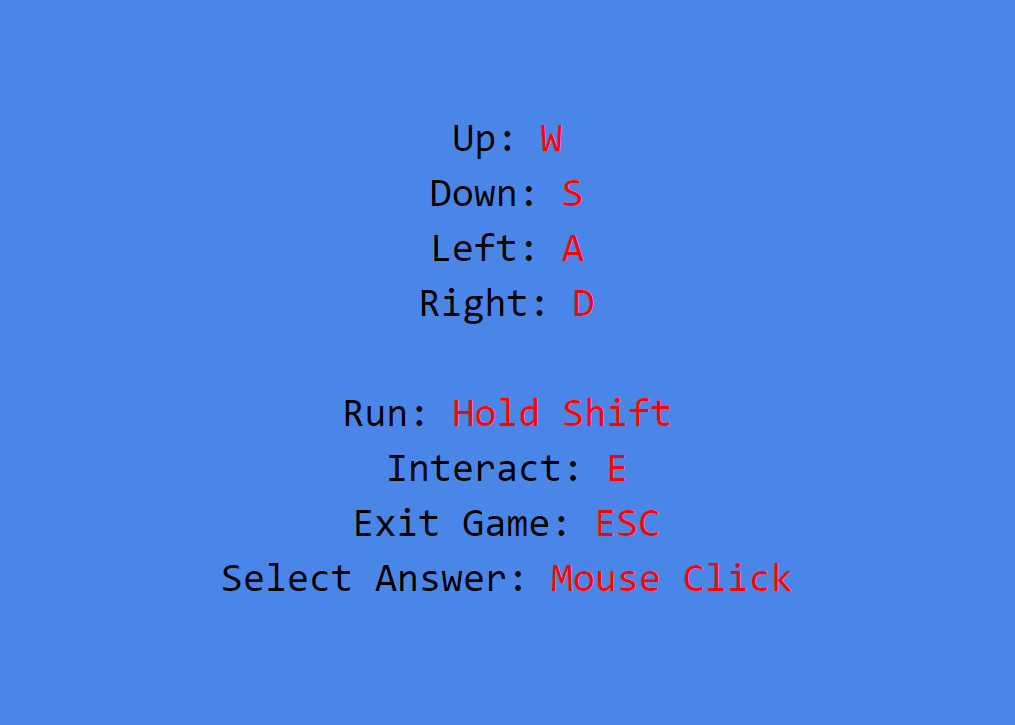 Up: W
Down: S
Left: A
Right: D
Run: Hold Shift
Interact: E
Exit Game: ESC
Select Answer: Mouse Click